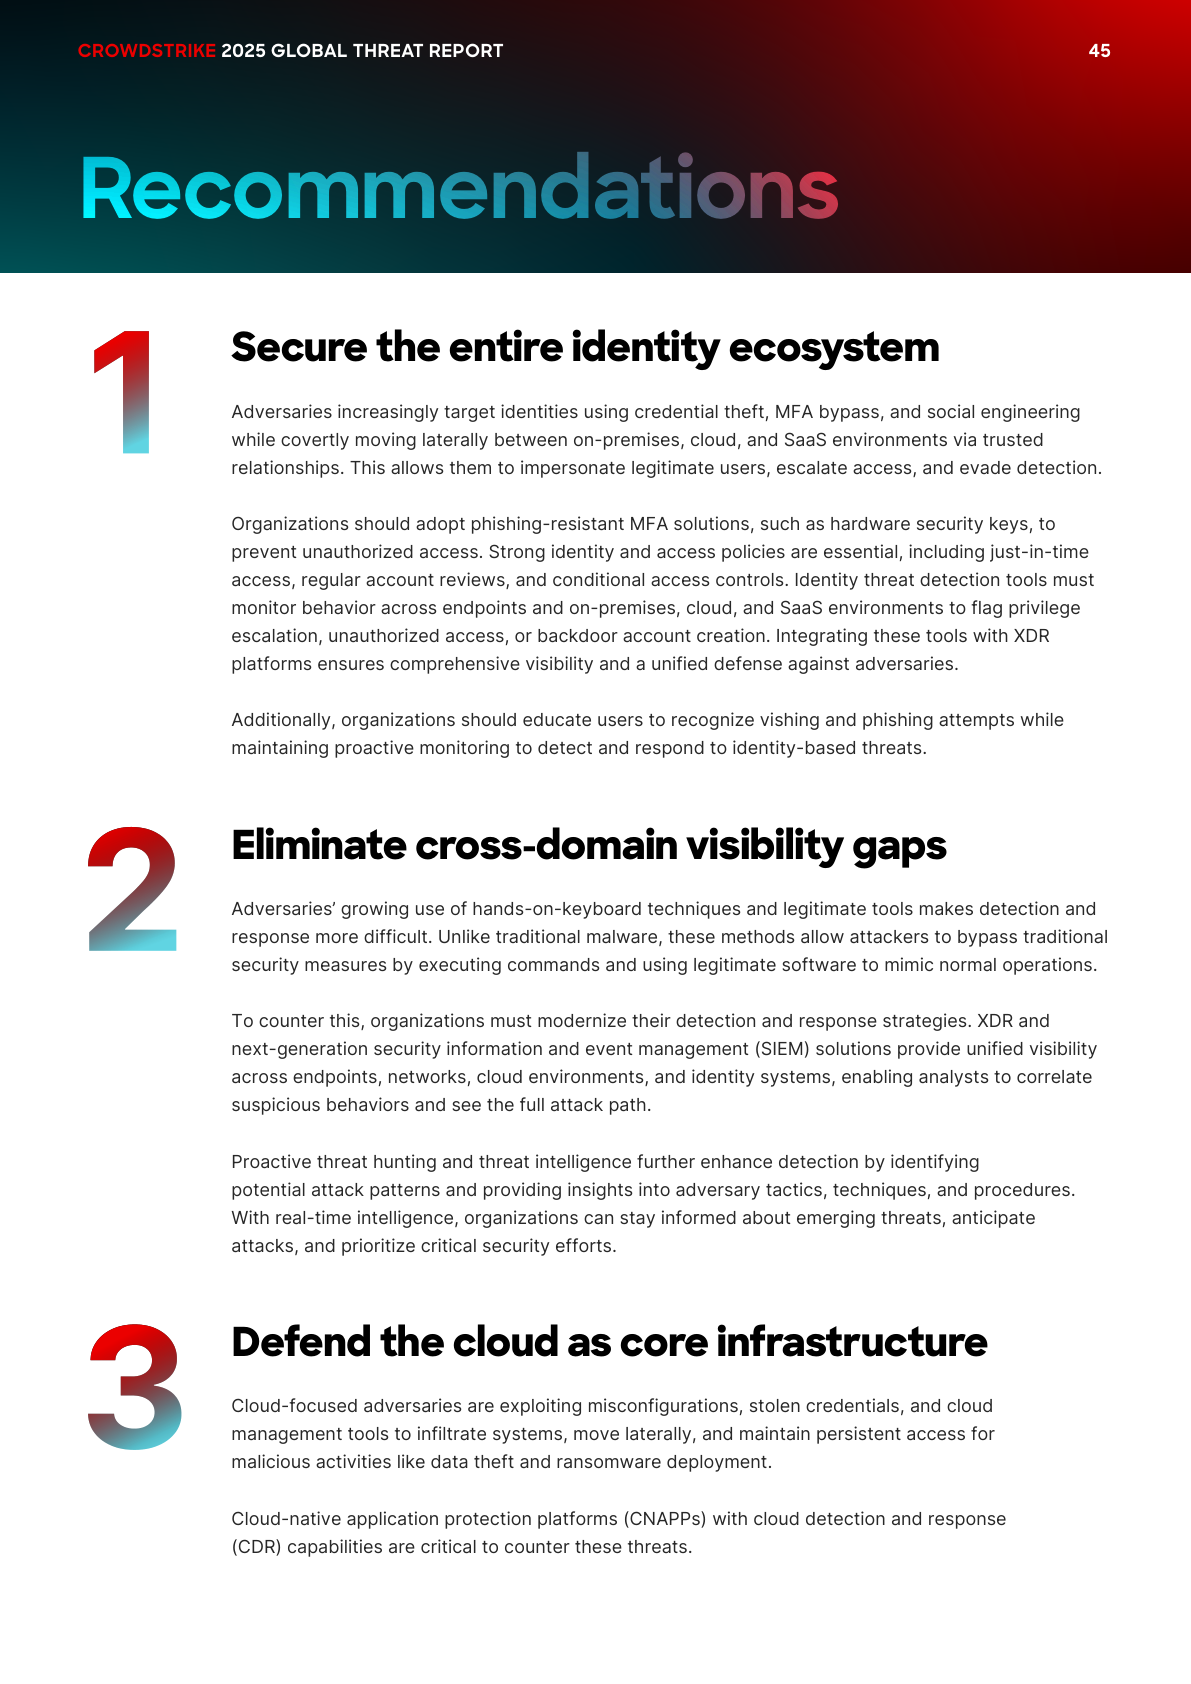 CROWDSTRIKE 2025 GLOBAL THREAT REPORT
45
Recommendations
1
Secure the entire identity ecosystem
Adversaries increasingly target identities using credential theft, MFA bypass, and social engineering
while covertly moving laterally between on-premises, cloud, and SaaS environments via trusted
relationships. This allows them to impersonate legitimate users, escalate access, and evade detection.
Organizations should adopt phishing-resistant MFA solutions, such as hardware security keys, to
prevent unauthorized access. Strong identity and access policies are essential, including just-in-time
access, regular account reviews, and conditional access controls. Identity threat detection tools must
monitor behavior across endpoints and on-premises, cloud, and SaaS environments to flag privilege
escalation, unauthorized access, or backdoor account creation. Integrating these tools with XDR
platforms ensures comprehensive visibility and a unified defense against adversaries.
Additionally, organizations should educate users to recognize vishing and phishing attempts while
maintaining proactive monitoring to detect and respond to identity-based threats.
2
Eliminate cross-domain visibility gaps
Adversaries’ growing use of hands-on-keyboard techniques and legitimate tools makes detection and
response more difficult. Unlike traditional malware, these methods allow attackers to bypass traditional
security measures by executing commands and using legitimate software to mimic normal operations.
To counter this, organizations must modernize their detection and response strategies. XDR and
next-generation security information and event management (SIEM) solutions provide unified visibility
across endpoints, networks, cloud environments, and identity systems, enabling analysts to correlate
suspicious behaviors and see the full attack path.
Proactive threat hunting and threat intelligence further enhance detection by identifying
potential attack patterns and providing insights into adversary tactics, techniques, and procedures.
With real-time intelligence, organizations can stay informed about emerging threats, anticipate
attacks, and prioritize critical security efforts.
3
Defend the cloud as core infrastructure
Cloud-focused adversaries are exploiting misconfigurations, stolen credentials, and cloud
management tools to infiltrate systems, move laterally, and maintain persistent access for
malicious activities like data theft and ransomware deployment.
Cloud-native application protection platforms (CNAPPs) with cloud detection and response
(CDR) capabilities are critical to counter these threats.